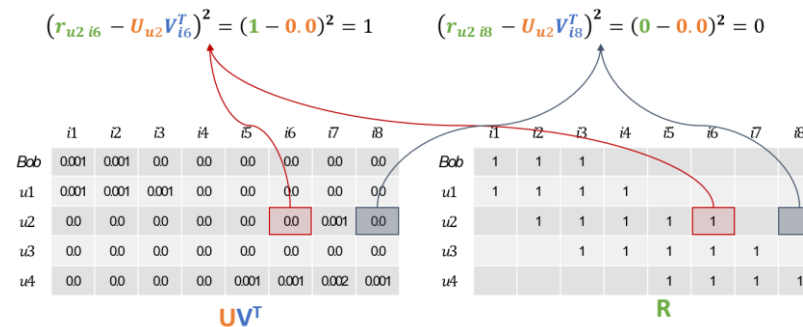 (r_{u2 i6} − U_{u2}V^T_{i6})² = (1 − 0.0)² = 1
(r_{u2 i8} − U_{u2}V^T_{i8})² = (0 − 0.0)² = 0
i1 i2 i3 i4 i5 i6 i7 i8
Bob 0.001 0.001 0.0 0.0 0.0 0.0 0.0 0.0
u1 0.001 0.001 0.001 0.0 0.0 0.0 0.0 0.0
u2 0.0 0.0 0.0 0.0 0.0 0.0 0.001 0.0
u3 0.0 0.0 0.0 0.0 0.0 0.0 0.0 0.0
u4 0.0 0.0 0.0 0.0 0.001 0.001 0.002 0.001
UV^T
i1 i2 i3 i4 i5 i6 i7 i8
Bob 1 1 1
u1 1 1 1 1
u2 1 1 1 1 1
u3 1 1 1 1 1
u4 1 1 1 1
R